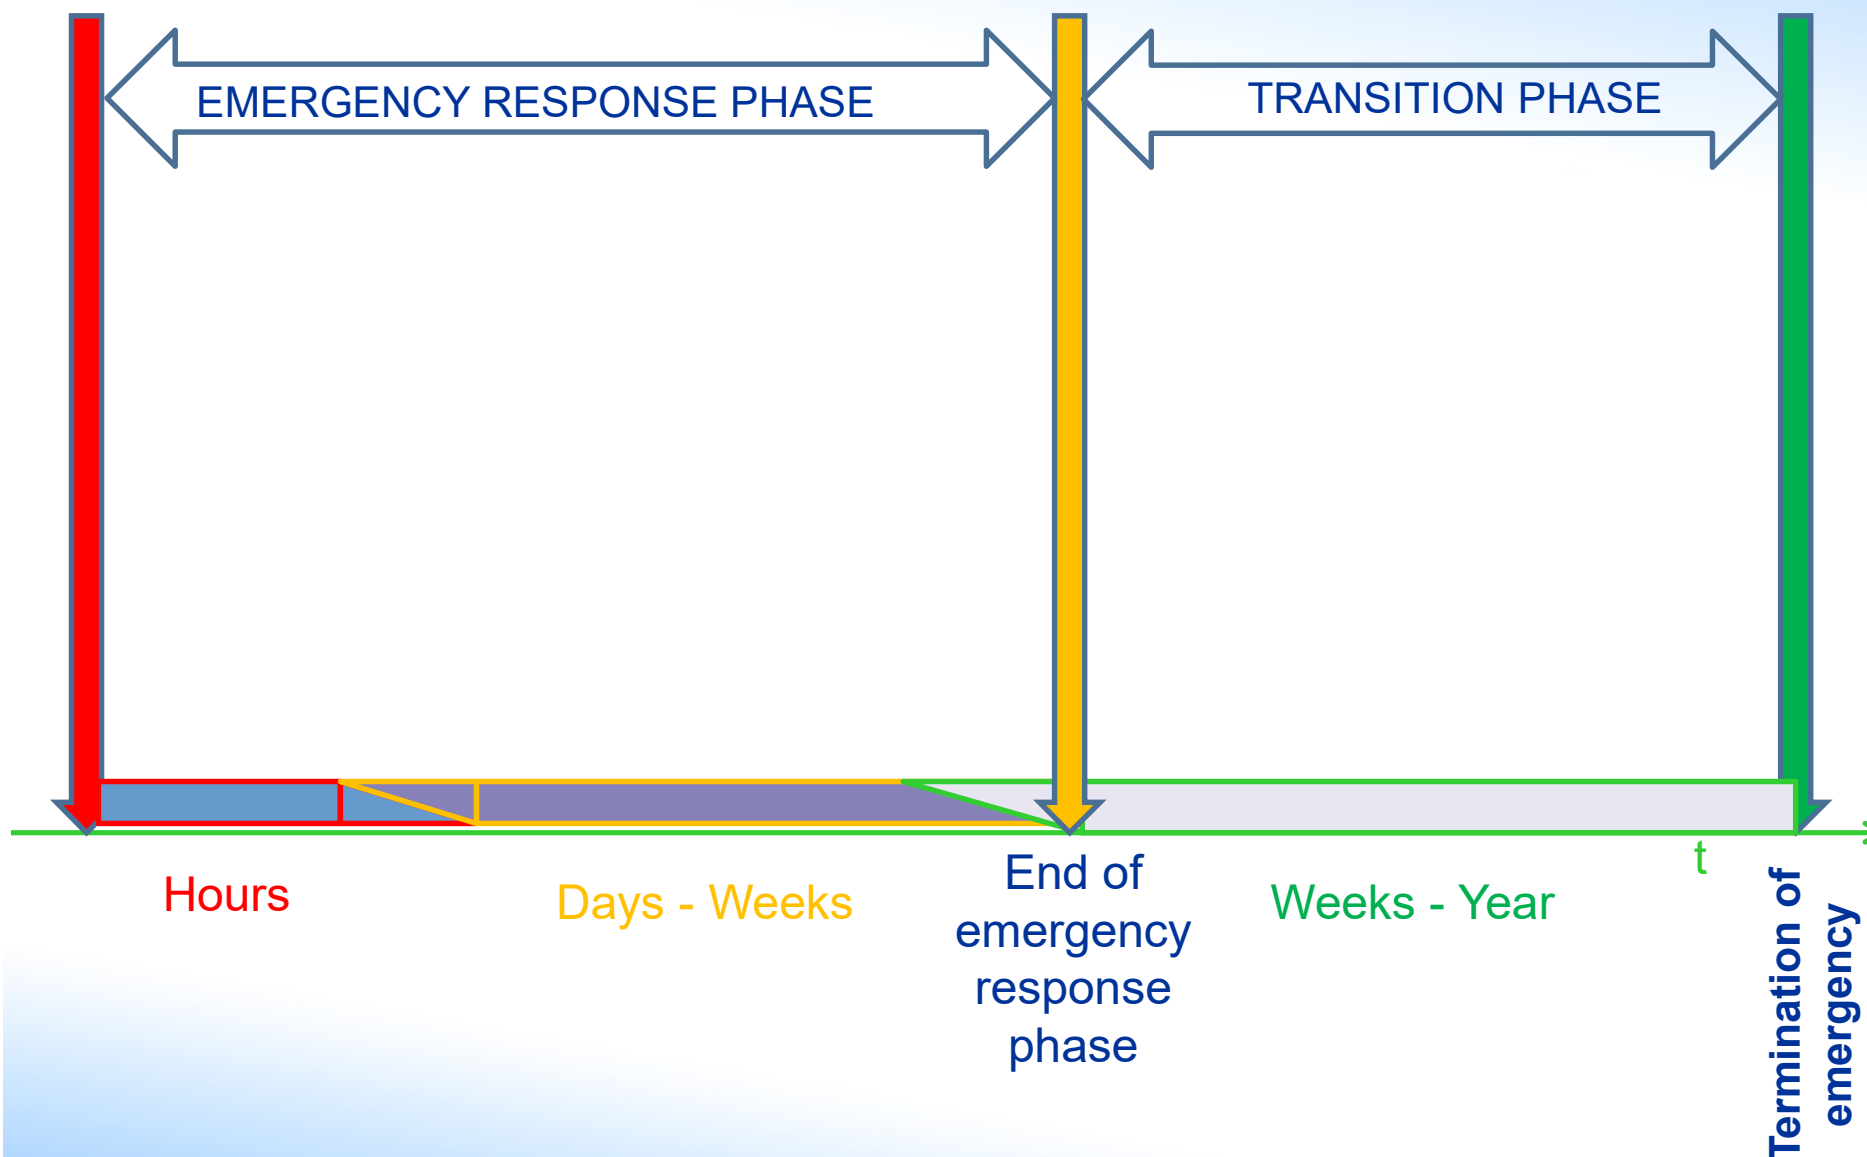 EMERGENCY RESPONSE PHASE
TRANSITION PHASE
t
Hours
Days - Weeks
End of
emergency
response
phase
Weeks - Year
Termination of
emergency